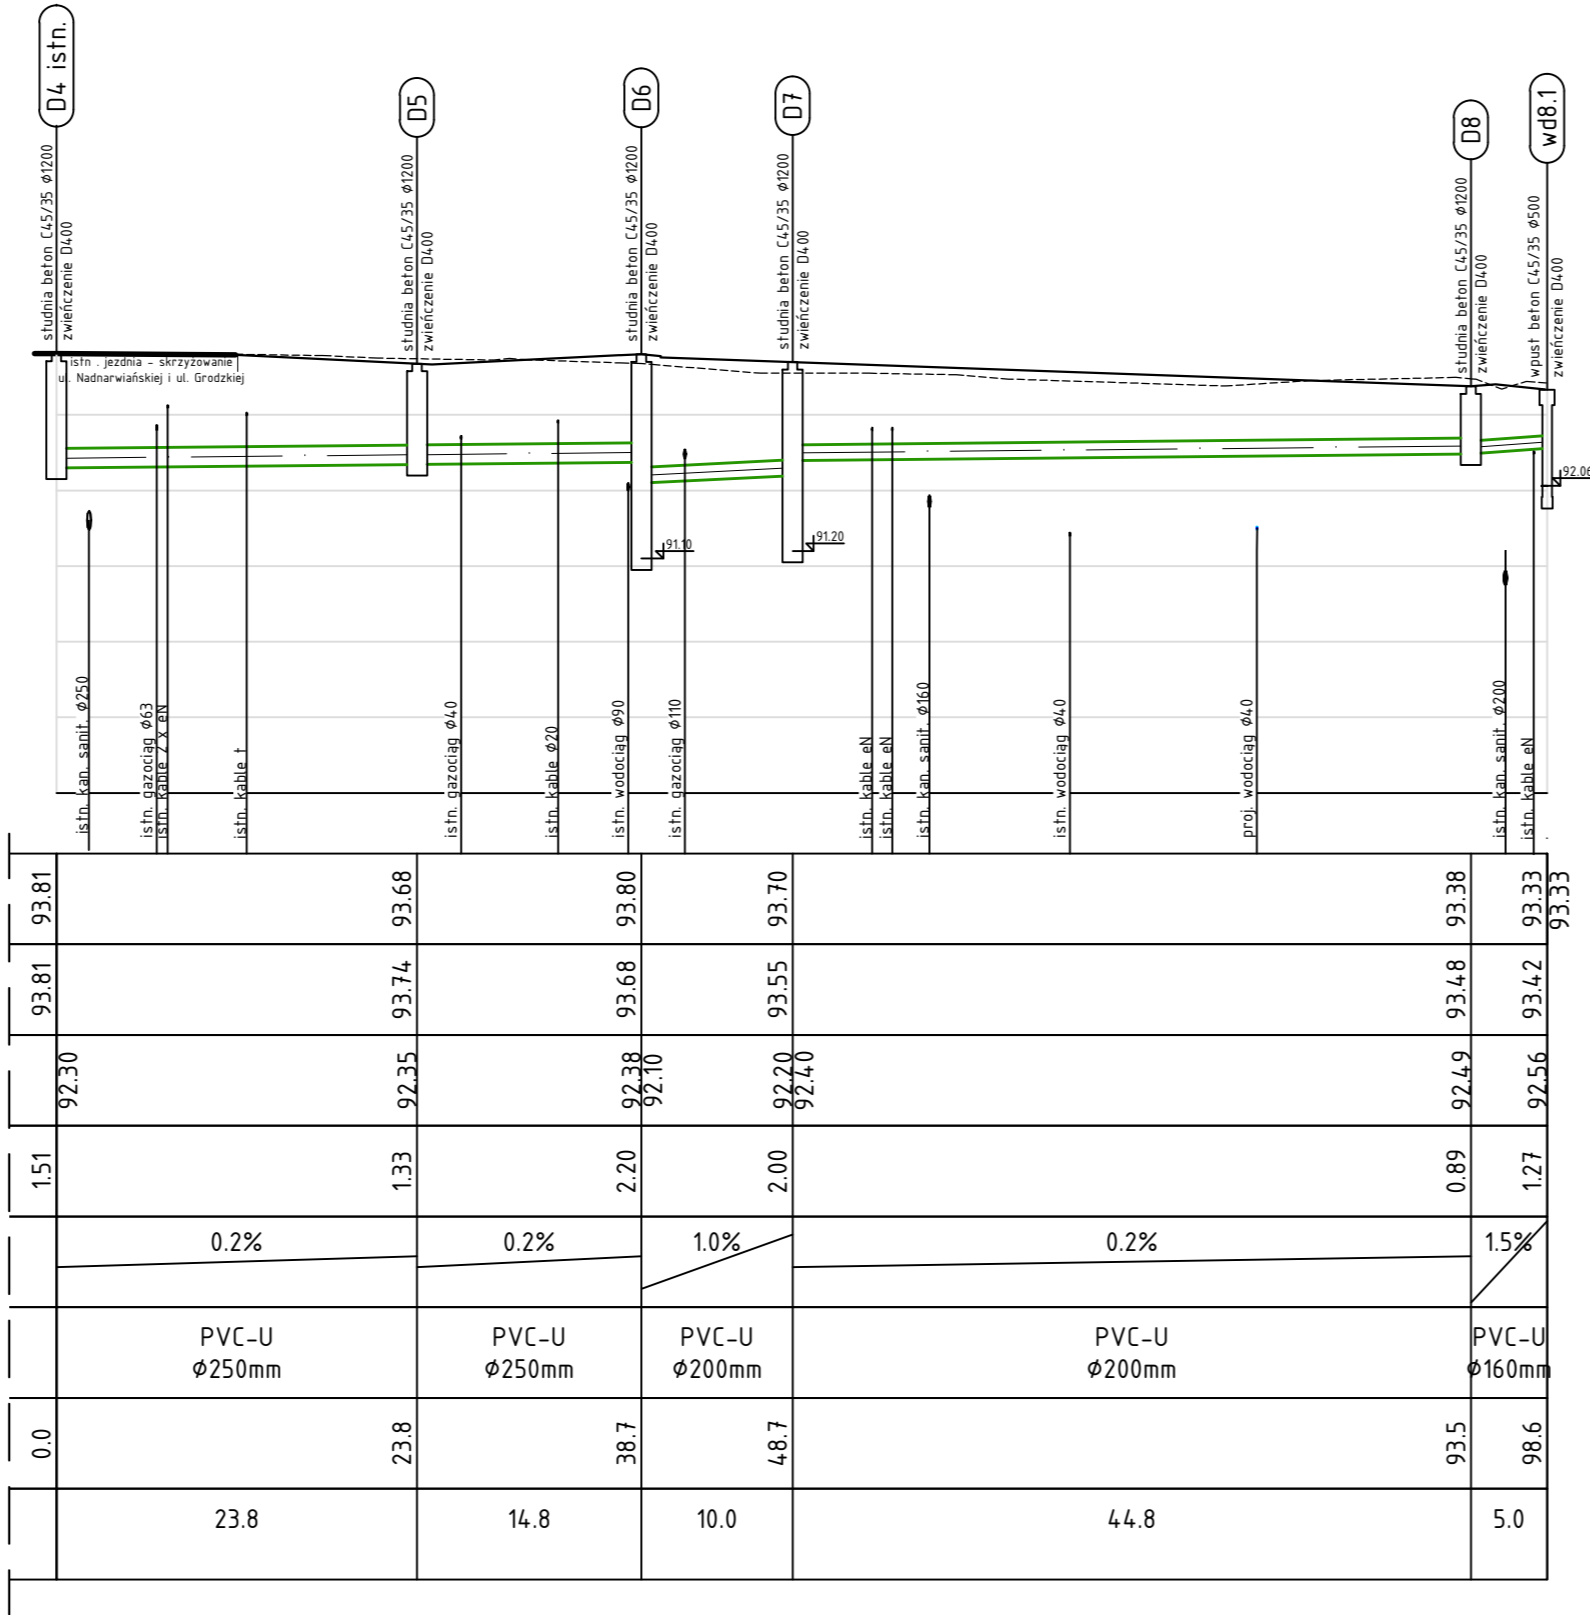 D4 istn.
D5
D6
D7
D8
wd8.1
studnia beton C45/35 ϕ1200
zwieńczenie D400
studnia beton C45/35 ϕ1200
zwieńczenie D400
studnia beton C45/35 ϕ1200
zwieńczenie D400
studnia beton C45/35 ϕ1200
zwieńczenie D400
studnia beton C45/35 ϕ1200
zwieńczenie D400
wpust beton C45/35 ϕ500
zwieńczenie D400
istn . jezdnia - skrzyżowanie
ul. Nadnarwiańskiej i ul. Grodzkiej
92.06
91.10
91.20
istn. kan. sanit. ϕ250
istn. gazociąg ϕ63
istn. kable 2 x eN
istn. kable t
istn. gazociąg ϕ40
istn. kable ϕ20
istn. wodociąg ϕ90
istn. gazociąg ϕ110
istn. kable eN
istn. kable eN
istn. kan. sanit. ϕ160
istn. wodociąg ϕ40
proj. wodociąg ϕ40
istn. kan. sanit. ϕ200
istn. kable eN
93.81 93.68 93.80 93.70 93.38 93.33 93.33
93.81 93.74 93.68 93.55 93.48 93.42
92.30 92.35 92.38 92.10 92.20 92.40 92.49 92.56
1.51 1.33 2.20 2.00 0.89 1.27
0.2% 0.2% 1.0% 0.2% 1.5%
PVC-U PVC-U PVC-U PVC-U PVC-U
ϕ250mm ϕ250mm ϕ200mm ϕ200mm ϕ160mm
0.0 23.8 38.7 48.7 93.5 98.6
23.8 14.8 10.0 44.8 5.0